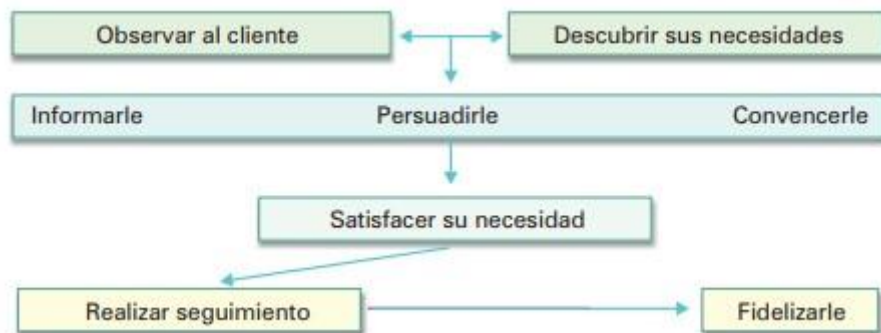 Observar al cliente
Descubrir sus necesidades
Informarle Persuadirle Convencerle
Satisfacer su necesidad
Realizar seguimiento
Fidelizarle